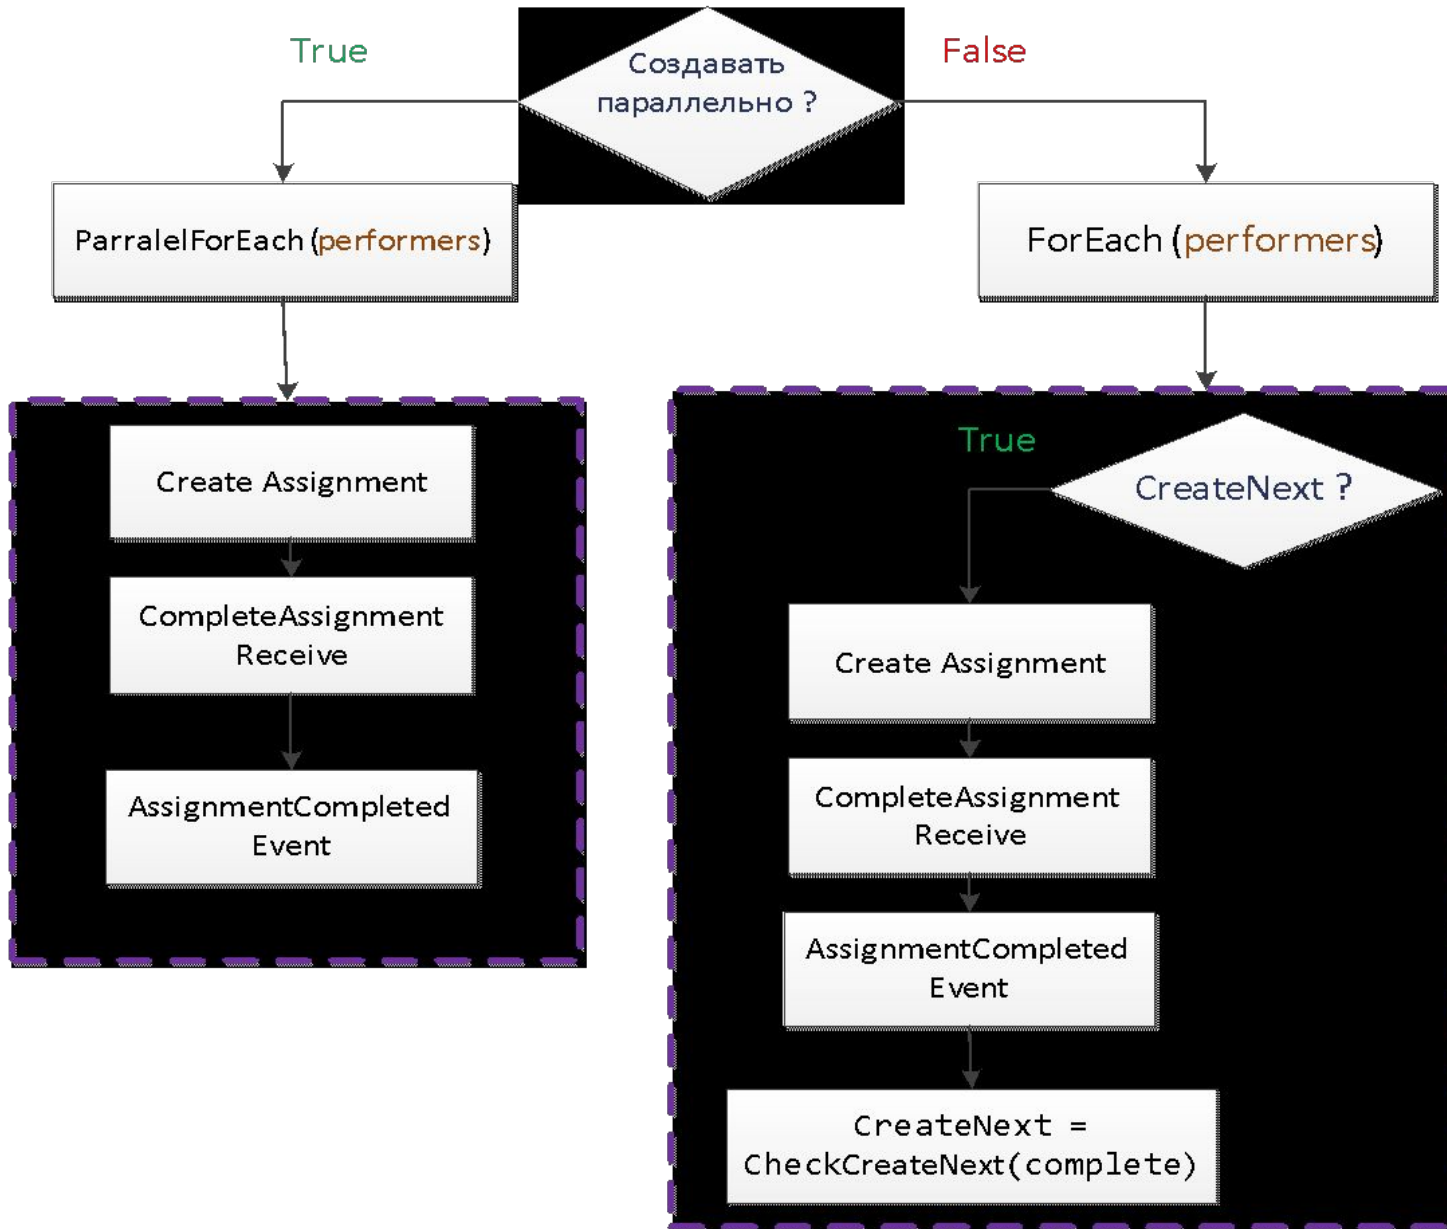 True
Создавать
параллельно ?
False
ParralelForEach (performers)
ForEach (performers)
Create Assignment
CompleteAssignment
Receive
AssignmentCompleted
Event
True
CreateNext ?
Create Assignment
CompleteAssignment
Receive
AssignmentCompleted
Event
CreateNext =
CheckCreateNext(complete)